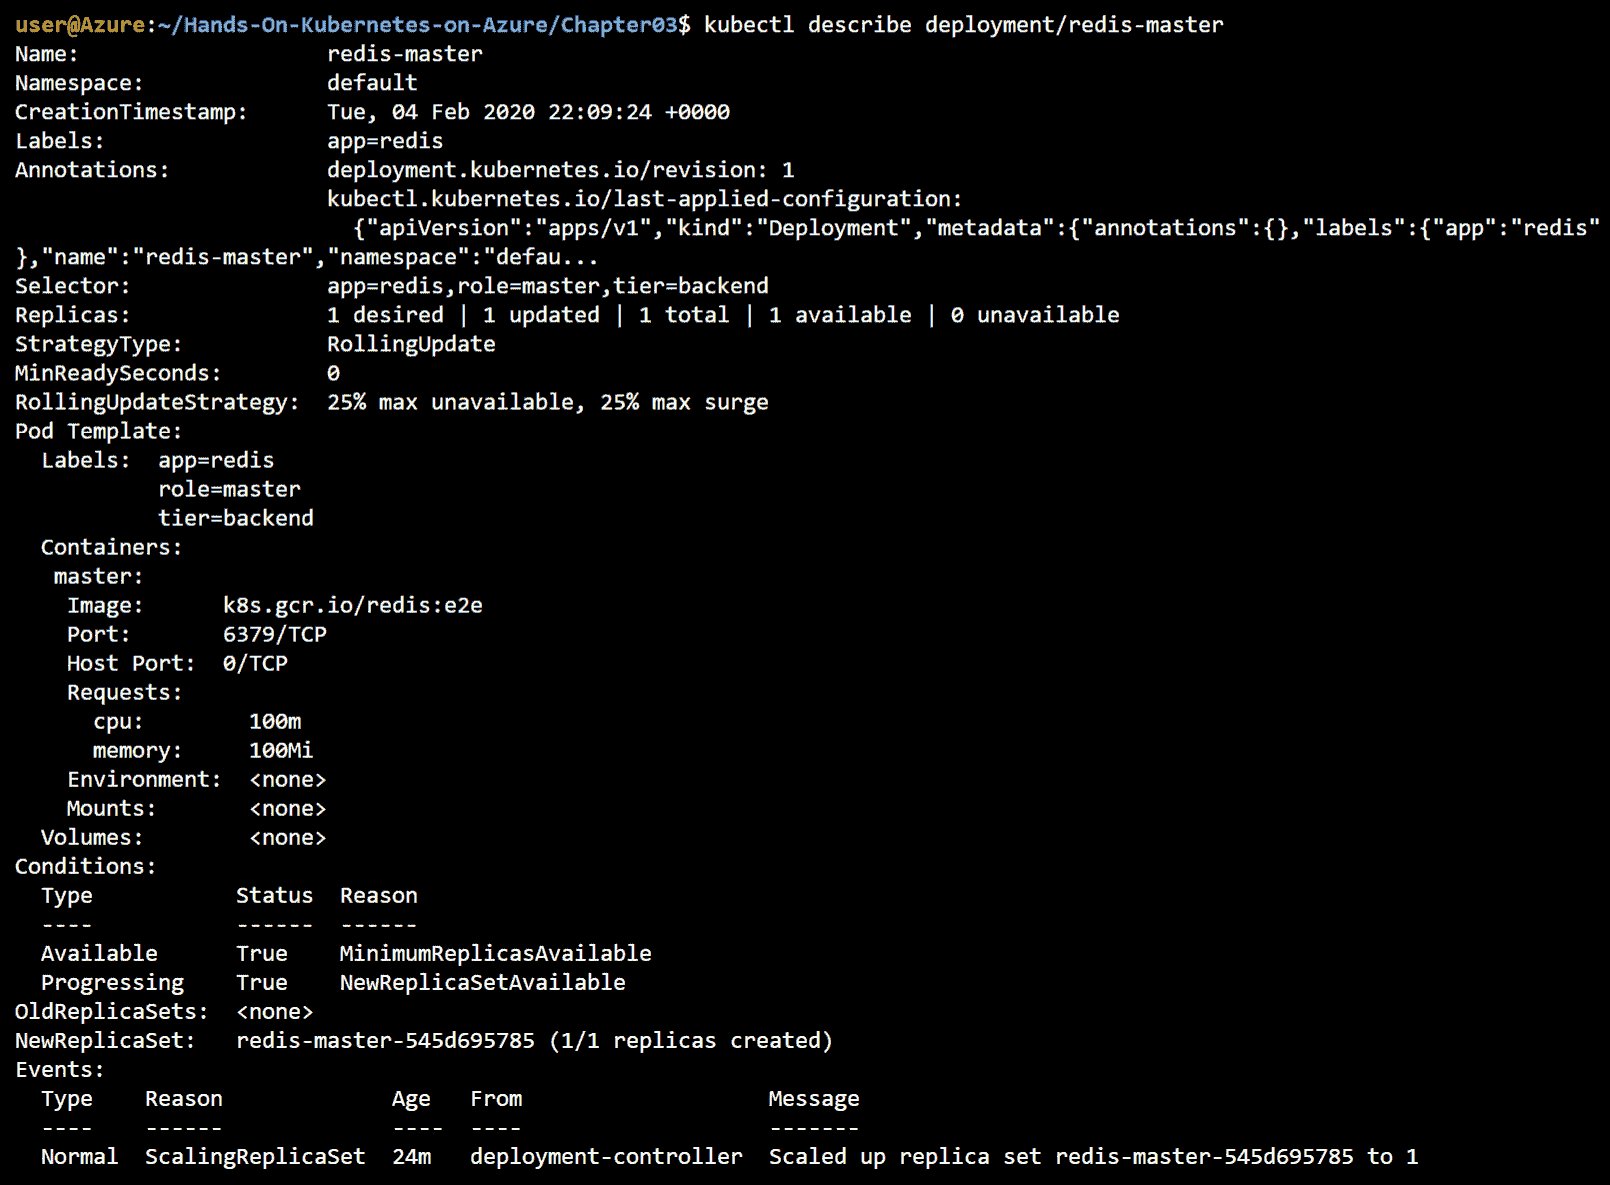 user@Azure:~/Hands-On-Kubernetes-on-Azure/Chapter03$ kubectl describe deployment/redis-master
Name:                   redis-master
Namespace:              default
CreationTimestamp:      Tue, 04 Feb 2020 22:09:24 +0000
Labels:                 app=redis
Annotations:            deployment.kubernetes.io/revision: 1
                        kubectl.kubernetes.io/last-applied-configuration:
                          {"apiVersion":"apps/v1","kind":"Deployment","metadata":{"annotations":{},"labels":{"app":"redis"
},"name":"redis-master","namespace":"defau...
Selector:               app=redis,role=master,tier=backend
Replicas:               1 desired | 1 updated | 1 total | 1 available | 0 unavailable
StrategyType:           RollingUpdate
MinReadySeconds:        0
RollingUpdateStrategy:  25% max unavailable, 25% max surge
Pod Template:
  Labels:  app=redis
           role=master
           tier=backend
  Containers:
   master:
    Image:      k8s.gcr.io/redis:e2e
    Port:       6379/TCP
    Host Port:  0/TCP
    Requests:
      cpu:        100m
      memory:     100Mi
    Environment:  <none>
    Mounts:       <none>
  Volumes:        <none>
Conditions:
  Type           Status  Reason
  ----           ------  ------
  Available      True    MinimumReplicasAvailable
  Progressing    True    NewReplicaSetAvailable
OldReplicaSets:  <none>
NewReplicaSet:   redis-master-545d695785 (1/1 replicas created)
Events:
  Type    Reason             Age   From                   Message
  ----    ------             ----  ----                   -------
  Normal  ScalingReplicaSet  24m   deployment-controller  Scaled up replica set redis-master-545d695785 to 1